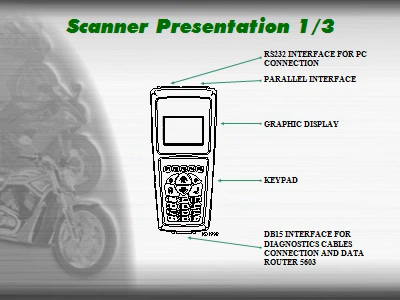 Scanner Presentation 1/3
RS232 INTERFACE FOR PC
CONNECTION
PARALLEL INTERFACE
GRAPHIC DISPLAY
KEYPAD
DB15 INTERFACE FOR
DIAGNOSTICS CABLES
CONNECTION AND DATA
ROUTER 5603